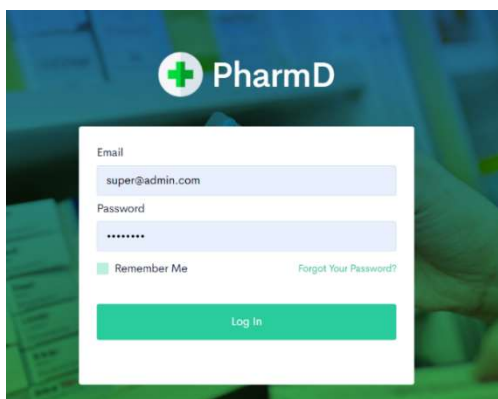 PharmD
Email
super@admin.com
Password
••••••••
Remember Me
Forgot Your Password?
Log In